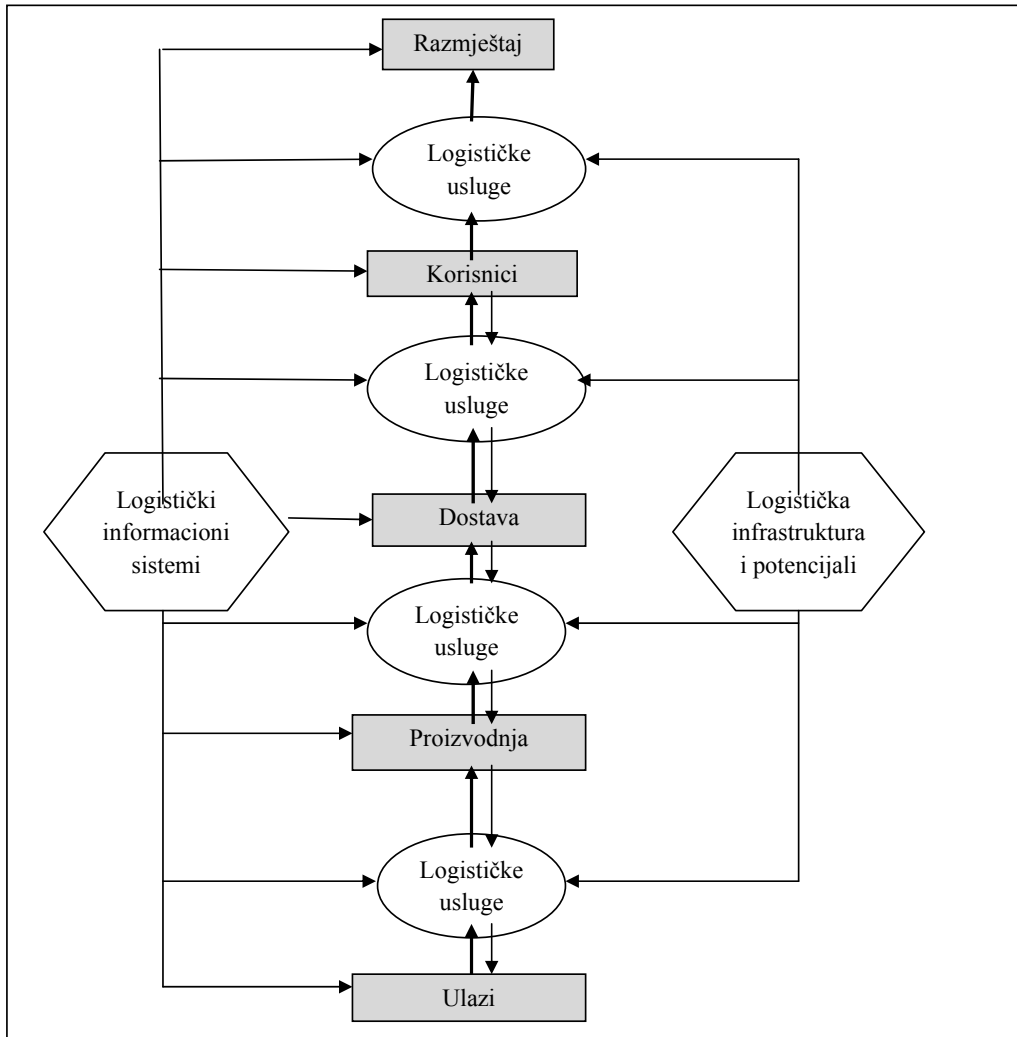 Razmještaj
Logističke
usluge
Korisnici
Logističke
usluge
Logistički
informacioni
sistemi
Dostava
Logistička
infrastruktura
i potencijali
Logističke
usluge
Proizvodnja
Logističke
usluge
Ulazi